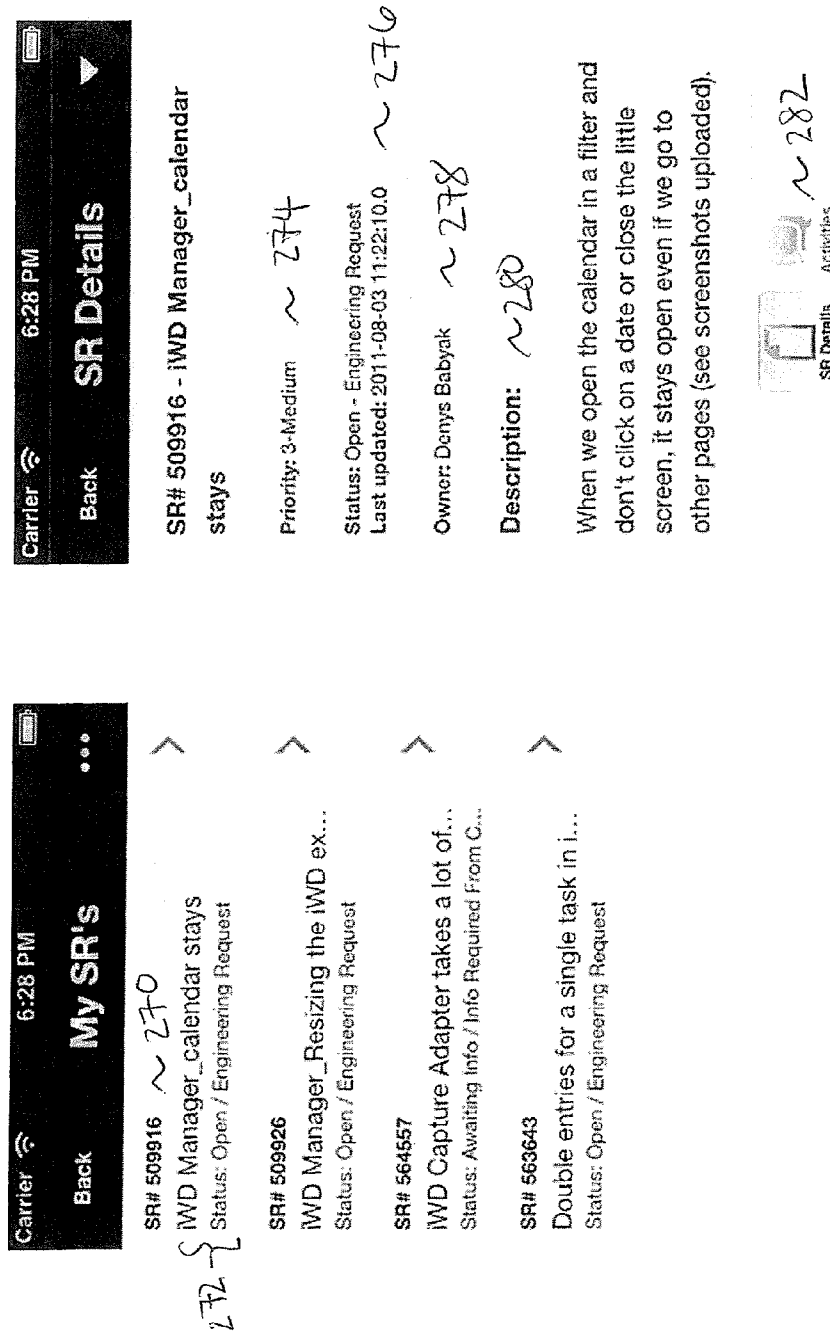 Carrier 6:28 PM
Back My SR's ...
SR# 509916 ~ 270
iWD Manager_calendar stays
Status: Open / Engineering Request
272 {
SR# 509926
iWD Manager_Resizing the iWD ex...
Status: Open / Engineering Request
SR# 564557
iWD Capture Adapter takes a lot of...
Status: Awaiting Info / Info Required From C...
SR# 563643
Double entries for a single task in i...
Status: Open / Engineering Request
Carrier 6:28 PM
Back SR Details
SR# 509916 - iWD Manager_calendar
stays
Priority: 3-Medium ~ 274
Status: Open - Engineering Request
Last updated: 2011-08-03 11:22:10.0 ~ 276
Owner: Denys Babyak ~ 278
Description: ~280
When we open the calendar in a filter and
don't click on a date or close the little
screen, it stays open even if we go to
other pages (see screenshots uploaded).
~ 282
SR Details Activities